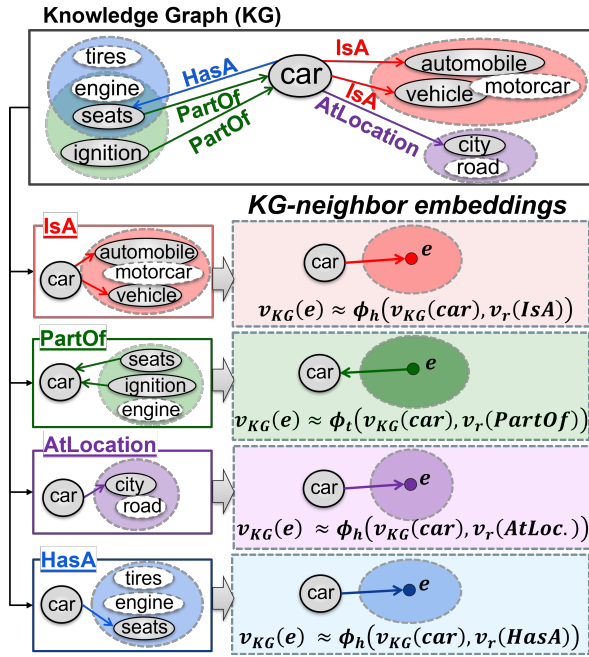 Knowledge Graph (KG)
tires
engine
seats
ignition
HasA
PartOf
PartOf
car
IsA
IsA
AtLocation
automobile
vehicle
motorcar
city
road
KG-neighbor embeddings
IsA
car
automobile
motorcar
vehicle
car
e
v_KG(e) ≈ ϕ_h(v_KG(car), v_r(IsA))
PartOf
car
seats
ignition
engine
car
e
v_KG(e) ≈ ϕ_t(v_KG(car), v_r(PartOf))
AtLocation
car
city
road
car
e
v_KG(e) ≈ ϕ_h(v_KG(car), v_r(AtLoc.))
HasA
car
tires
engine
seats
car
e
v_KG(e) ≈ ϕ_h(v_KG(car), v_r(HasA))